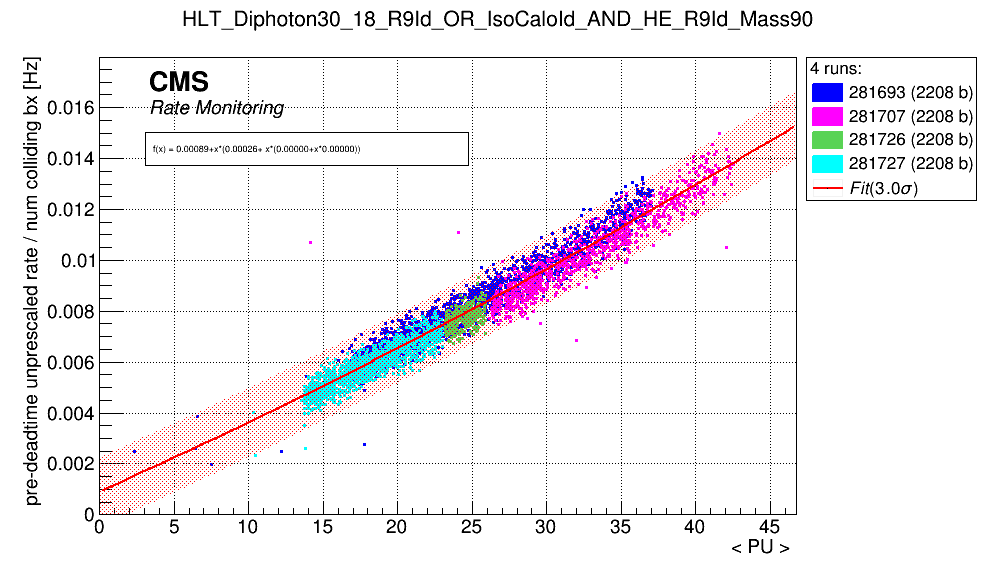 HLT_Diphoton30_18_R9Id_OR_IsoCaloId_AND_HE_R9Id_Mass90
pre-deadtime unprescaled rate / num colliding bx [Hz]
CMS
Rate Monitoring
f(x) = 0.00089+x*(0.00026+ x*(0.00000+x*0.00000))
0.016
0.014
0.012
0.01
0.008
0.006
0.004
0.002
0
0 5 10 15 20 25 30 35 40 45
< PU >
4 runs:
281693 (2208 b)
281707 (2208 b)
281726 (2208 b)
281727 (2208 b)
Fit(3.0σ)